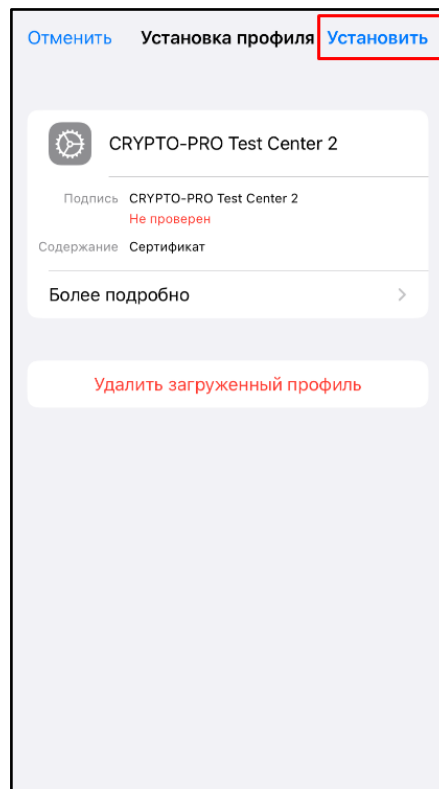 Отменить Установка профиля Установить
CRYPTO-PRO Test Center 2
Подпись CRYPTO-PRO Test Center 2
Не проверен
Содержание Сертификат
Более подробно
Удалить загруженный профиль